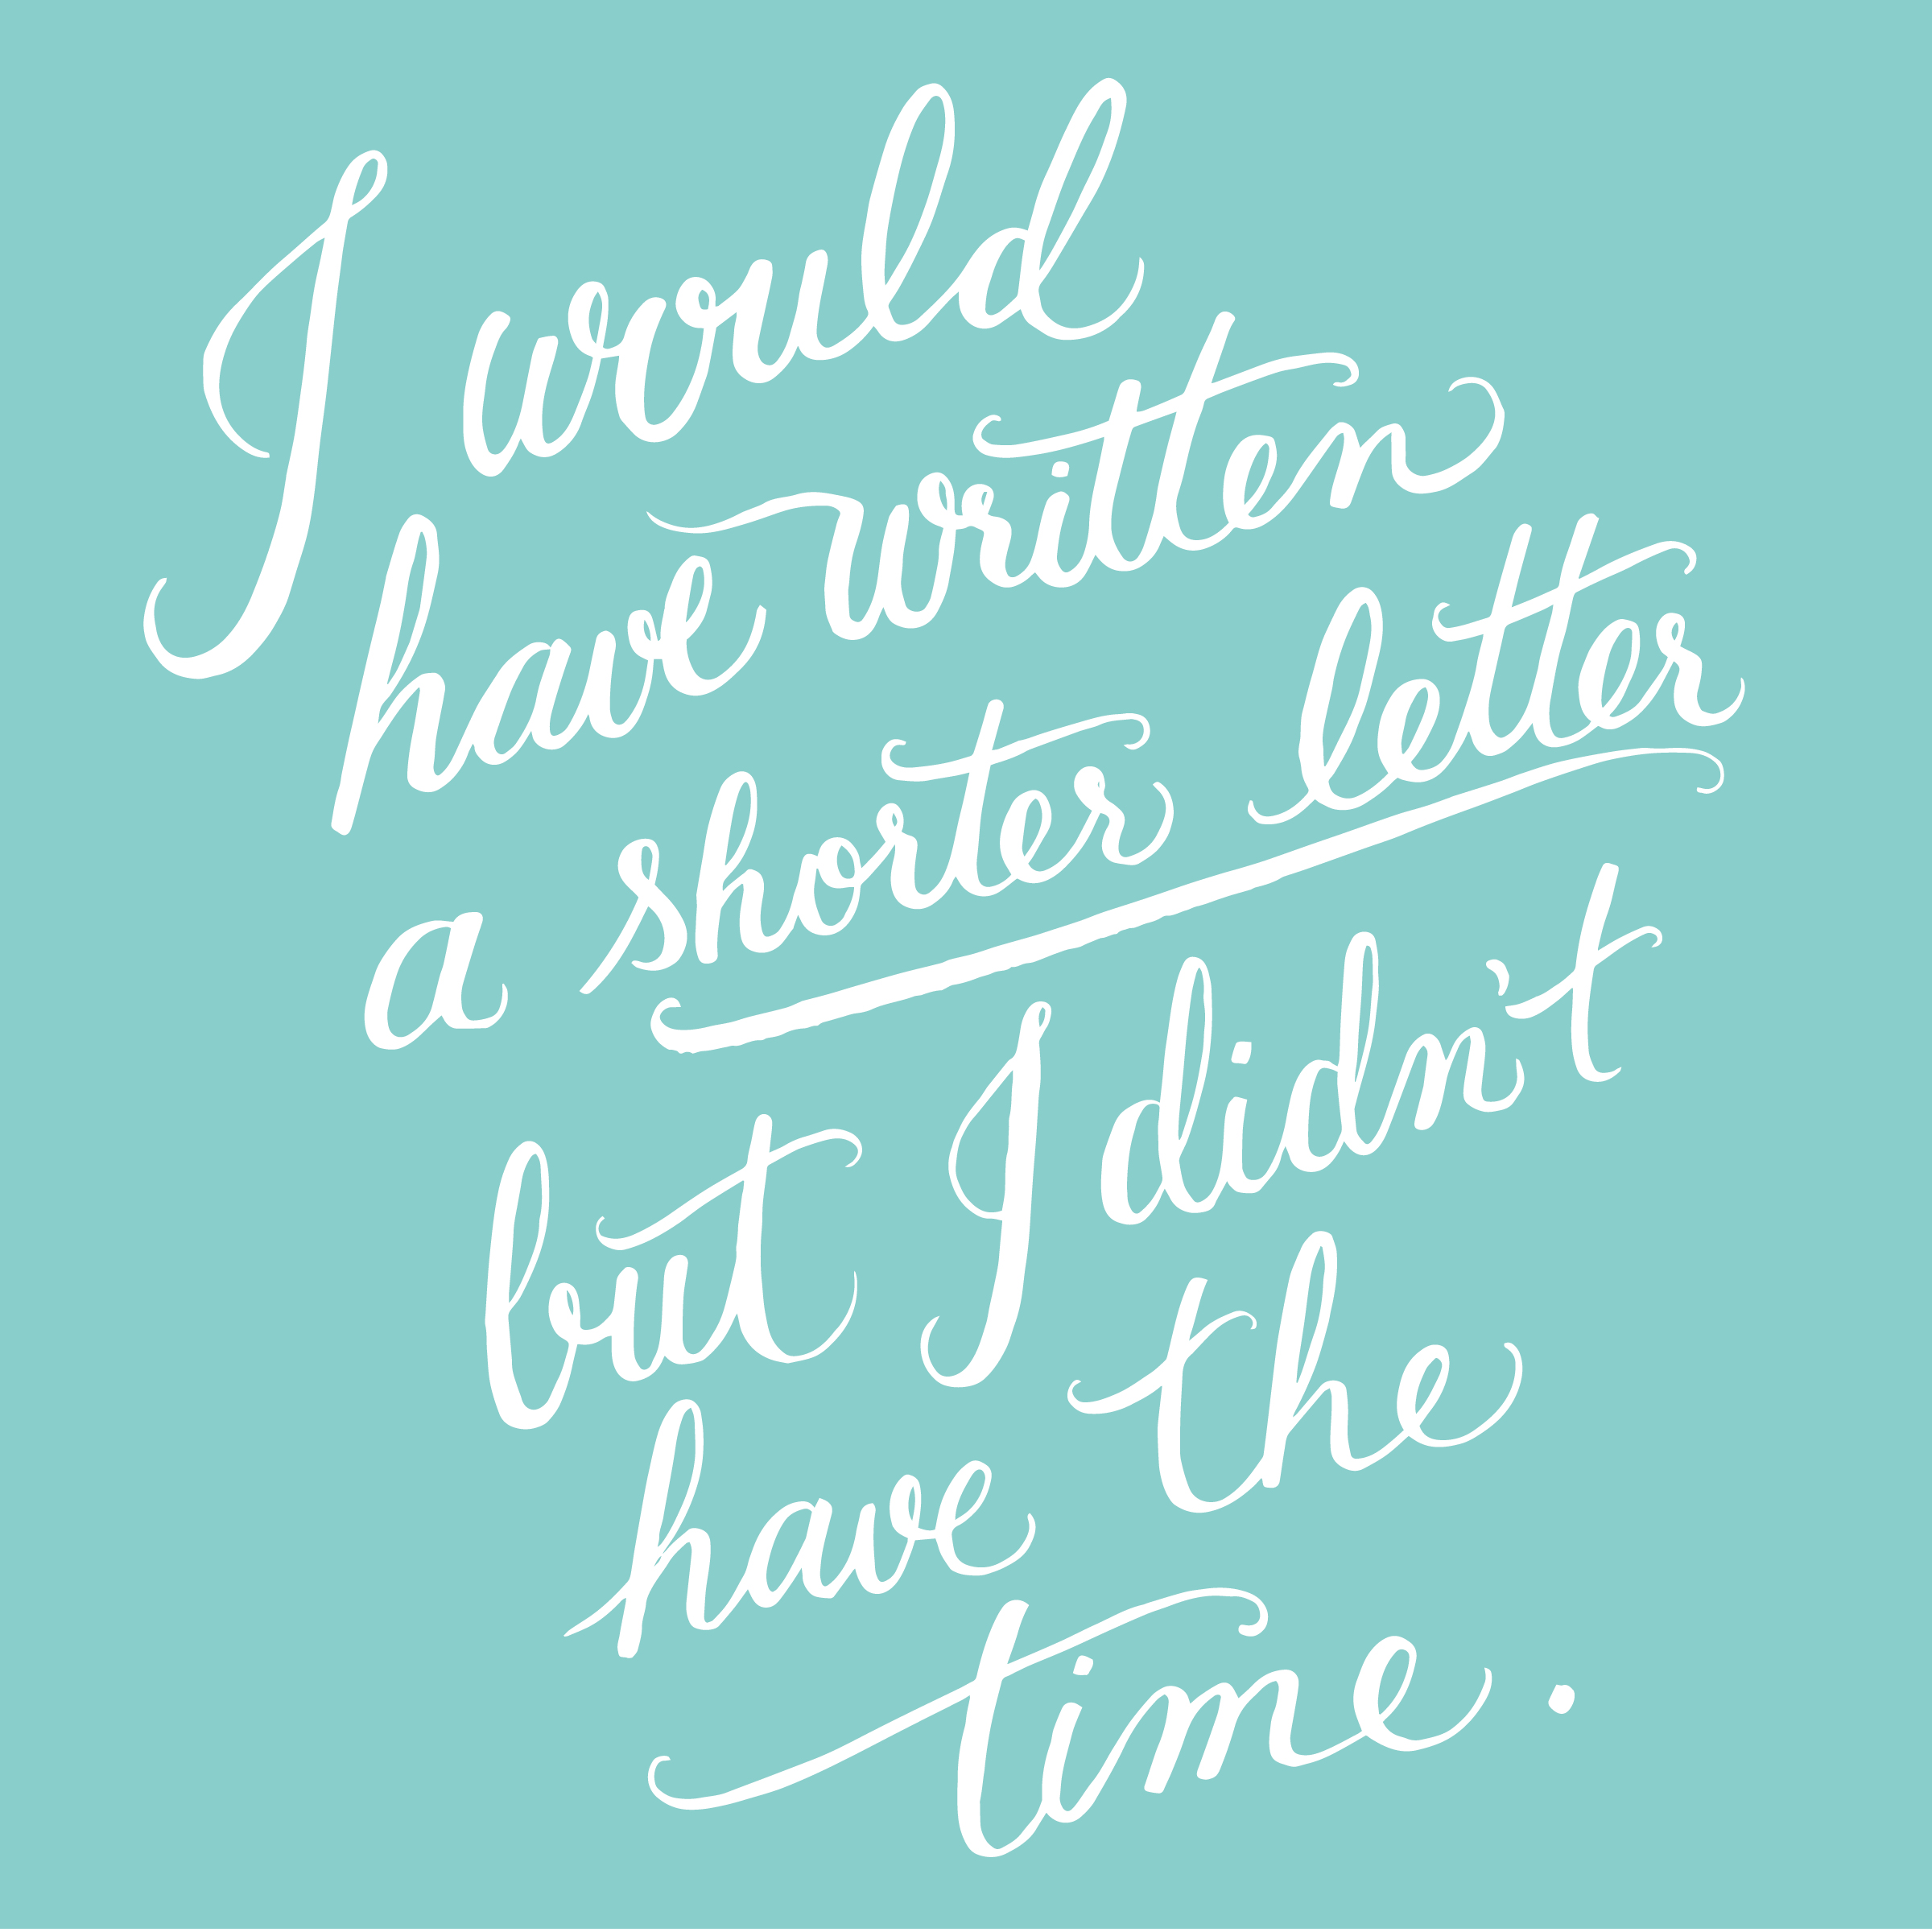 I would
have written
a shorter letter
but I didn't
have the
time.